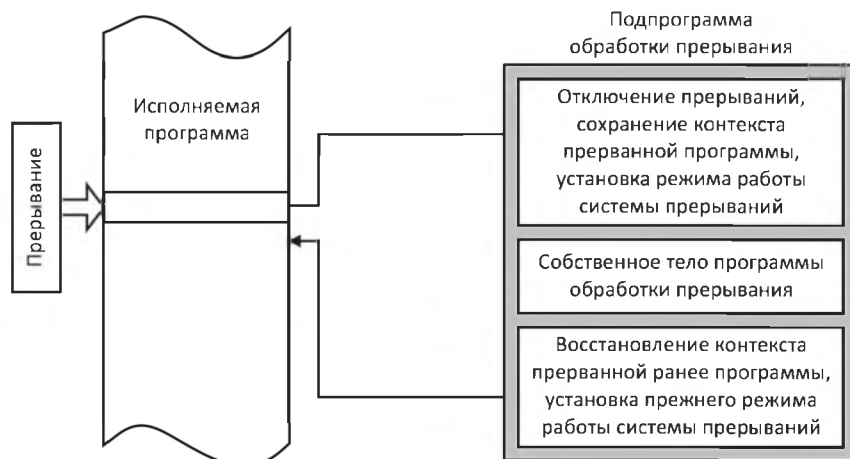 Подпрограмма
обработки прерывания
Исполняемая
программа
Прерывание
Отключение прерываний,
сохранение контекста
прерванной программы,
установка режима работы
системы прерываний
Собственное тело программы
обработки прерывания
Восстановление контекста
прерванной ранее программы,
установка прежнего режима
работы системы прерываний